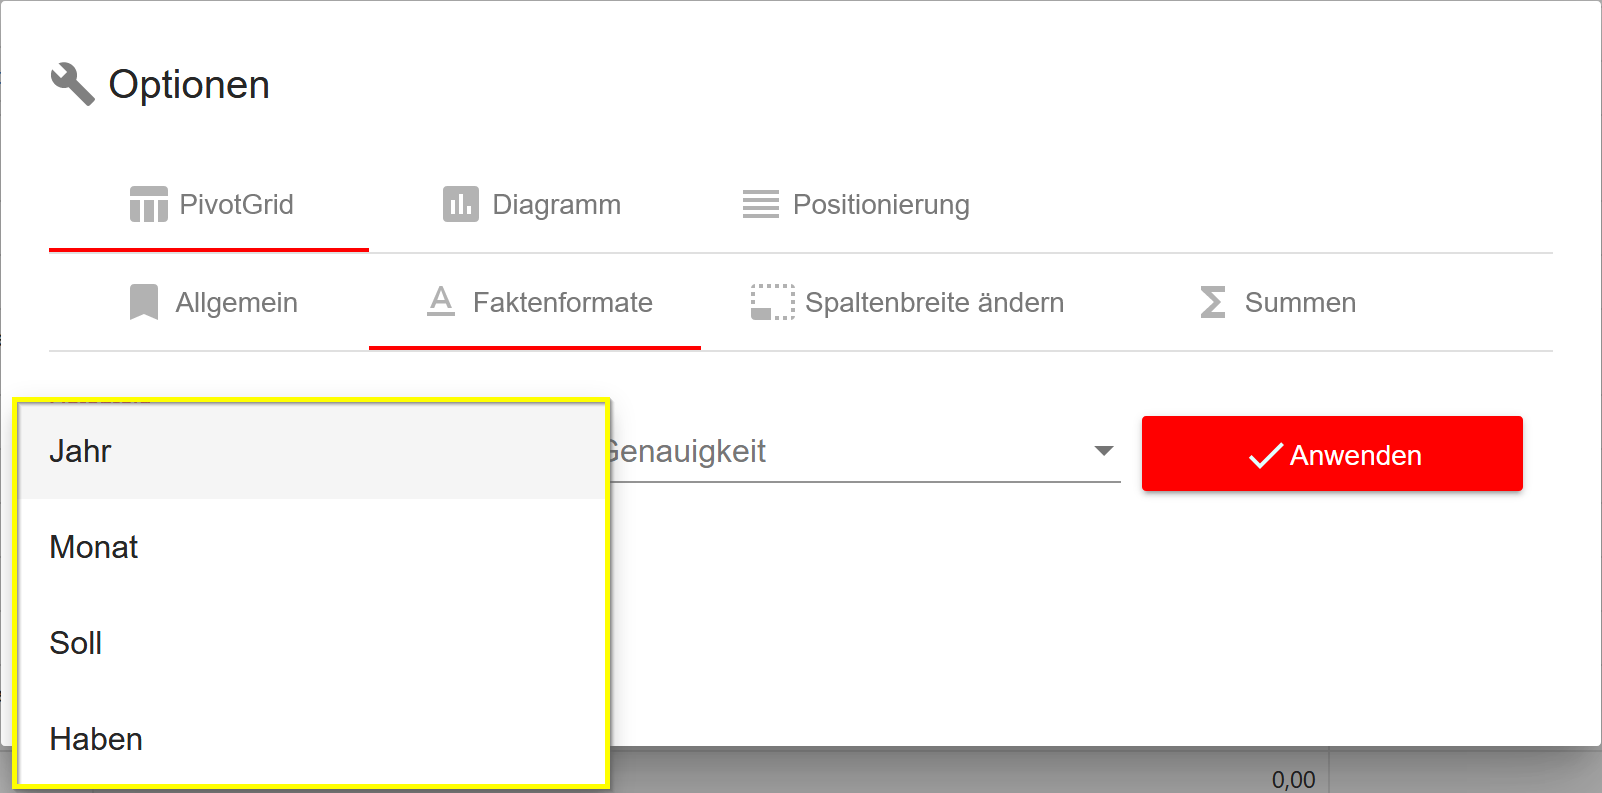 Optionen
PivotGrid Diagramm Positionierung
Allgemein Faktenformate Spaltenbreite ändern Summen
Jahr
Genauigkeit
Anwenden
Monat
Soll
Haben
0,00